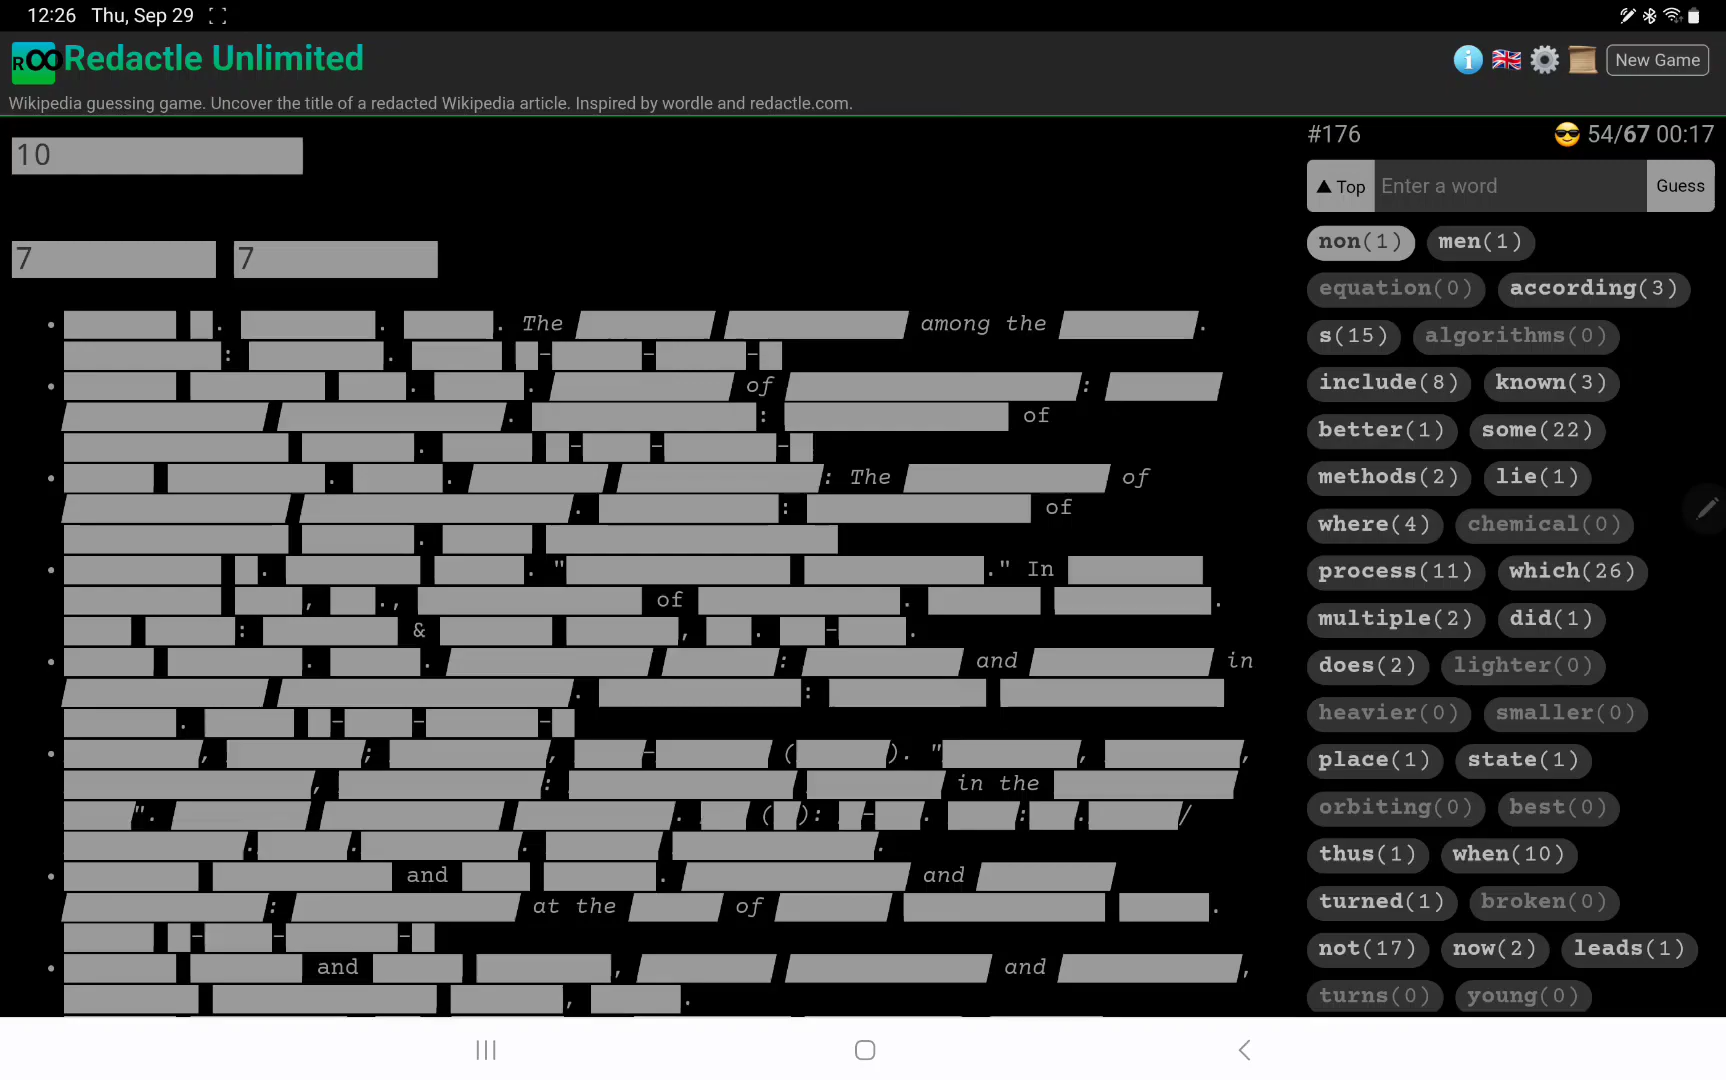 12:26 Thu, Sep 29
R∞ Redactle Unlimited
i New Game
Wikipedia guessing game. Uncover the title of a redacted Wikipedia article. Inspired by wordle and redactle.com.
10
7 7
. . . The among the .
: . - - -
. . of :
. : of
. - - -
. . : The of
. : of
.
. . " ." In
, ., of . .
: & , . - .
. . : and in
. :
. - - -
, ; , - ( ). " , ,
, : in the
". . ( ): - . : . /
. . . .
and . and
: at the of .
- - -
and , and ,
, .
#176 54/67 00:17
▲ Top Enter a word Guess
non(1) men(1)
equation(0) according(3)
s(15) algorithms(0)
include(8) known(3)
better(1) some(22)
methods(2) lie(1)
where(4) chemical(0)
process(11) which(26)
multiple(2) did(1)
does(2) lighter(0)
heavier(0) smaller(0)
place(1) state(1)
orbiting(0) best(0)
thus(1) when(10)
turned(1) broken(0)
not(17) now(2) leads(1)
turns(0) young(0)